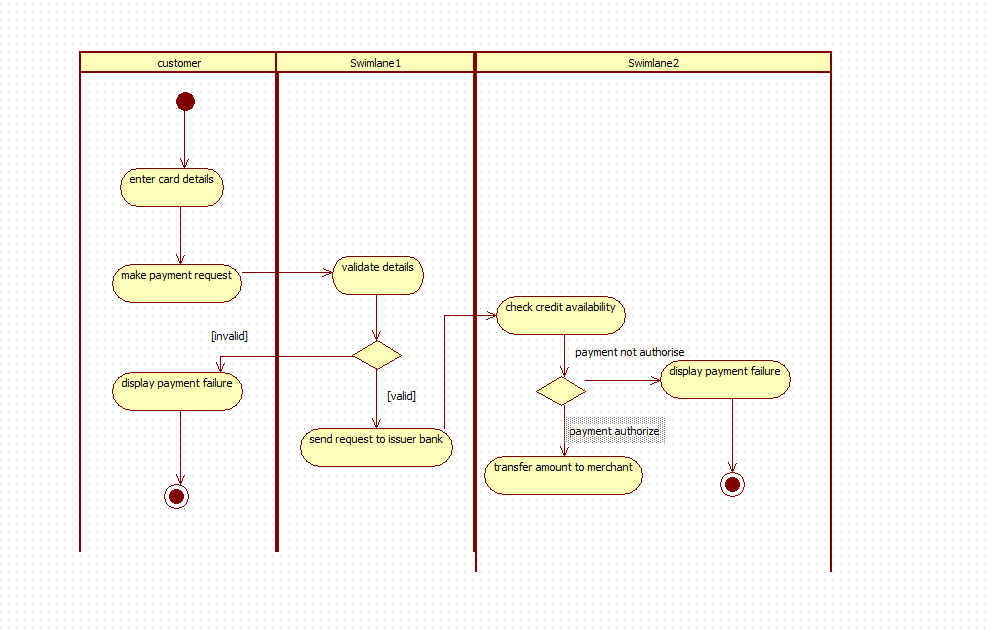 customer
Swimlane1
Swimlane2
enter card details
make payment request
validate details
check credit availability
[invalid]
payment not authorise
display payment failure
display payment failure
[valid]
payment authorize
send request to issuer bank
transfer amount to merchant